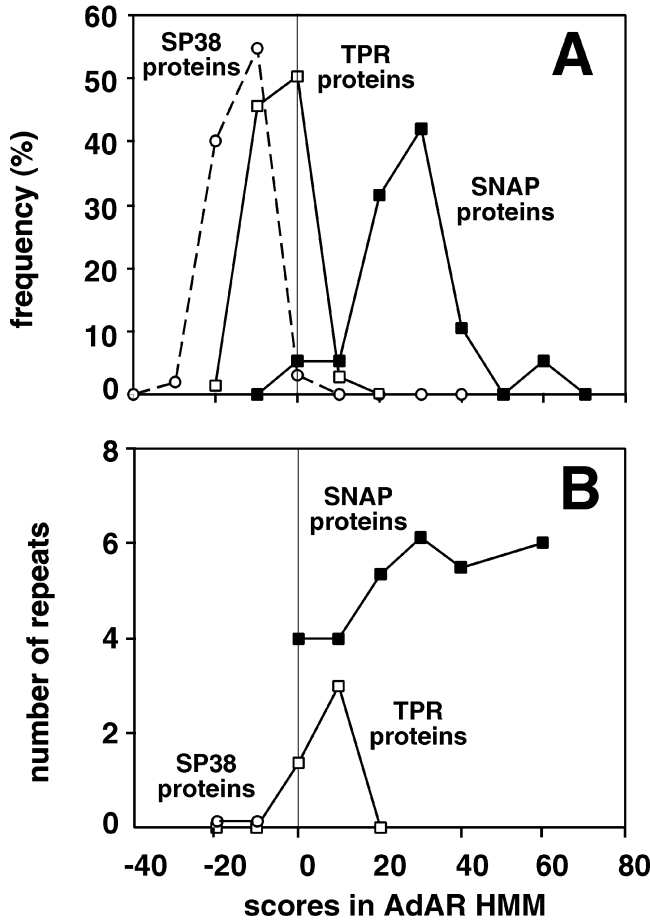 60
50
40
30
20
10
0
frequency (%)
SP38
proteins
TPR
proteins
A
SNAP
proteins
8
6
4
2
0
number of repeats
SNAP
proteins
B
TPR
proteins
SP38
proteins
-40 -20 0 20 40 60 80
scores in AdAR HMM